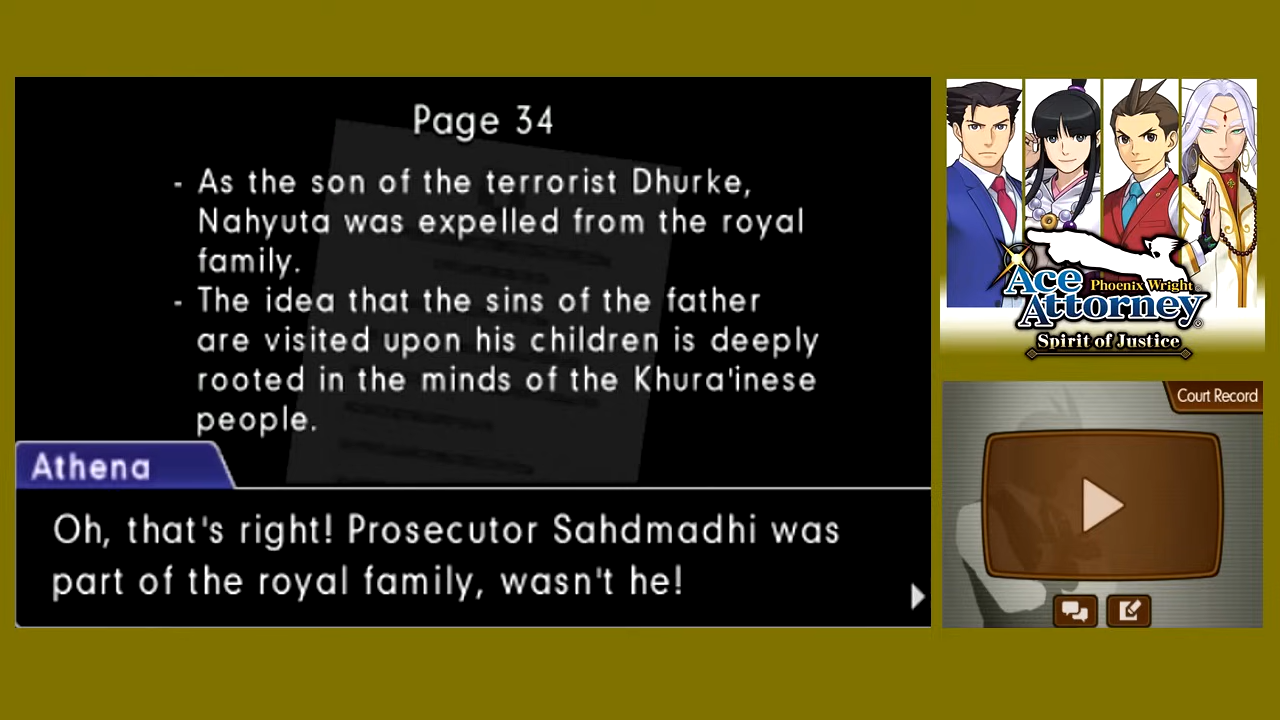 Page 34
- As the son of the terrorist Dhurke,
Nahyuta was expelled from the royal
family.
- The idea that the sins of the father
are visited upon his children is deeply
rooted in the minds of the Khura'inese
people.
Athena
Oh, that's right! Prosecutor Sahdmadhi was
part of the royal family, wasn't he!
Phoenix Wright
Ace
Attorney
Spirit of Justice
Court Record